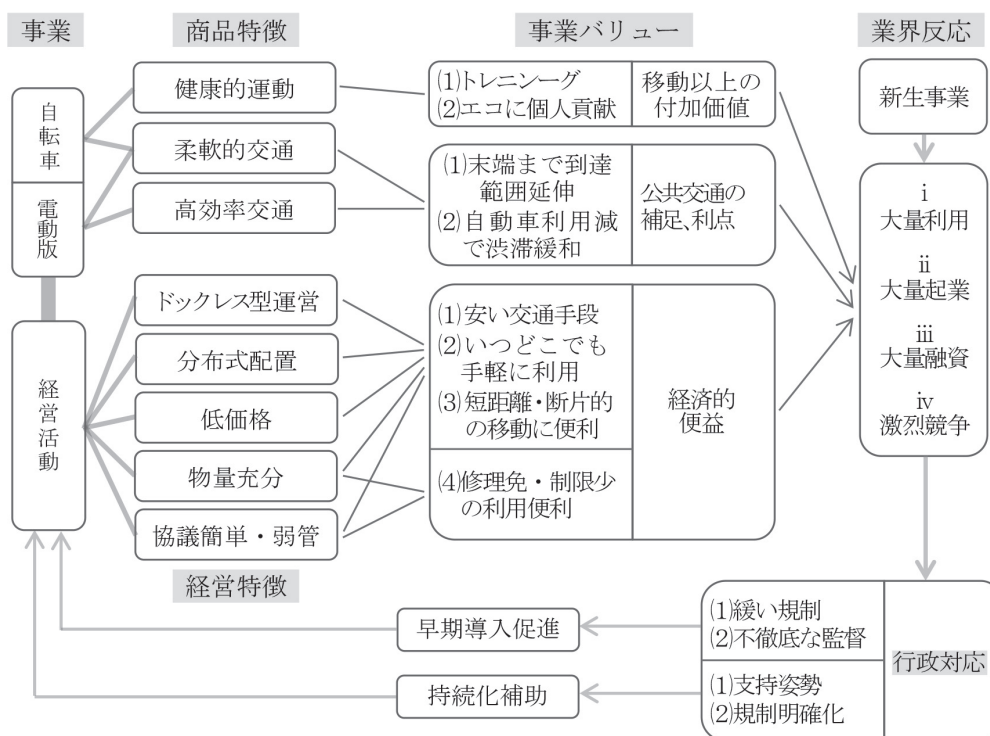 事業
商品特徴
事業バリュー
業界反応
自転車
電動版
健康的運動
柔軟的交通
高効率交通
(1)トレニンーグ
(2)エコに個人貢献
移動以上の
付加価値
(1)末端まで到達
範囲延伸
(2)自動車利用減
で渋滞緩和
公共交通の
補足、利点
新生事業
i
大量利用
ii
大量起業
iii
大量融資
iv
激烈競争
経営活動
ドックレス型運営
分布式配置
低価格
物量充分
協議簡単・弱管
経営特徴
(1)安い交通手段
(2)いつどこでも
手軽に利用
(3)短距離・断片的
の移動に便利
(4)修理免・制限少
の利用便利
経済的
便益
早期導入促進
持続化補助
(1)緩い規制
(2)不徹底な監督
(1)支持姿勢
(2)規制明確化
行政対応